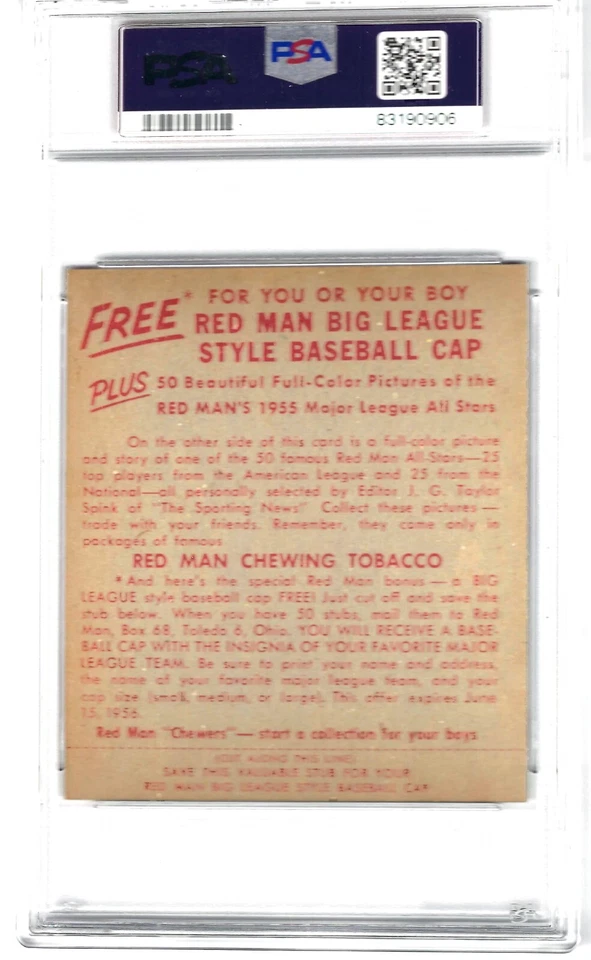 PSA
PSA
83190906
FREE* FOR YOU OR YOUR BOY
RED MAN BIG LEAGUE
STYLE BASEBALL CAP
PLUS 50 Beautiful Full-Color Pictures of the
RED MAN'S 1955 Major League All Stars
On the other side of this card is a full-color picture
and story of one of the 50 famous Red Man All-Stars—25
top players from the American League and 25 from the
National—all personally selected by Editor J. G. Taylor
Spink of "The Sporting News" Collect these pictures—
trade with your friends. Remember, they come only in
packages of famous
RED MAN CHEWING TOBACCO
*And here's the special Red Man bonus—a BIG
LEAGUE style baseball cap FREE! Just cut off and save the
stub below. When you have 50 stubs, mail them to Red
Man, Box 68, Toledo 6, Ohio. YOU WILL RECEIVE A BASE-
BALL CAP WITH THE INSIGNIA OF YOUR FAVORITE MAJOR
LEAGUE TEAM. Be sure to print your name and address,
the name of your favorite major league team, and your
cap size (small, medium, or large). This offer expires June
15, 1956.
Red Man "Chewers"—start a collection for your boys
(CUT ALONG THIS LINE)
SAVE THIS VALUABLE STUB FOR YOUR
RED MAN BIG LEAGUE STYLE BASEBALL CAP